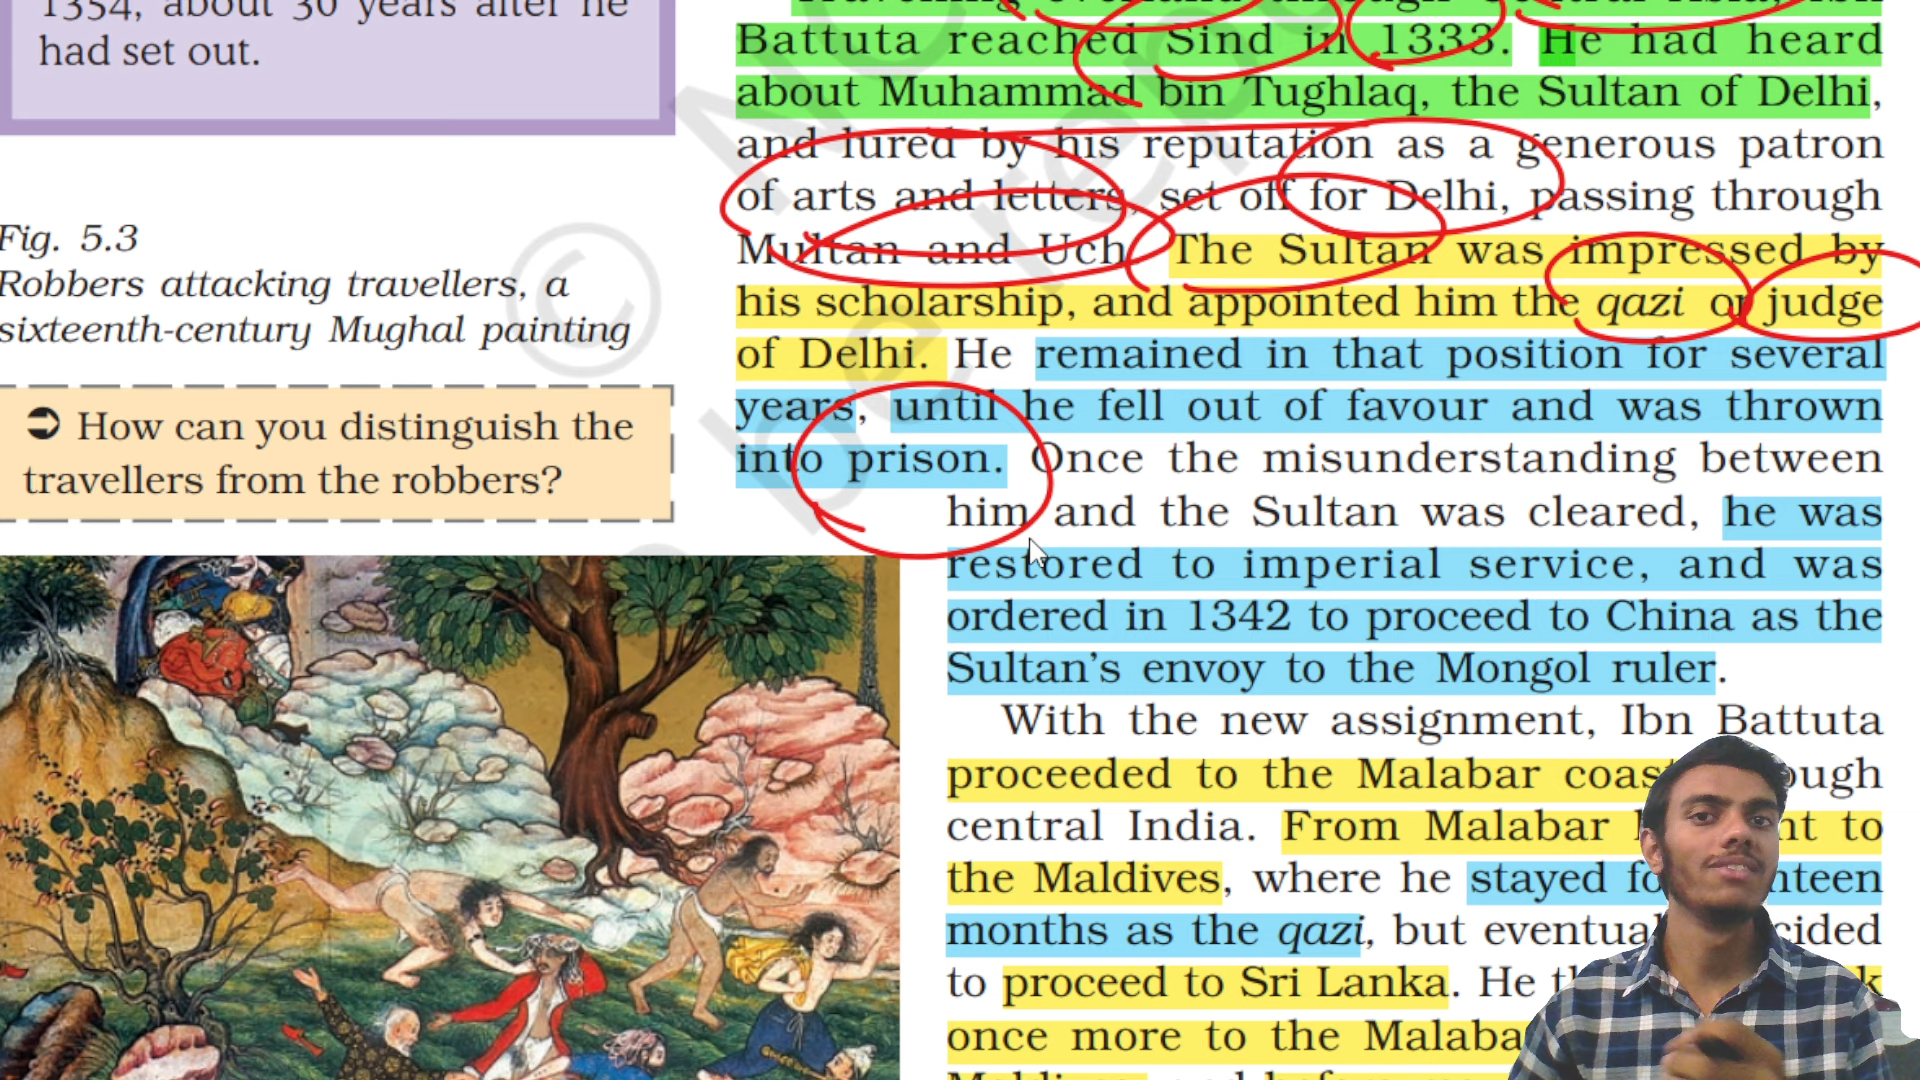 1354, about 30 years after he
had set out.
Fig. 5.3
Robbers attacking travellers, a
sixteenth-century Mughal painting
➲ How can you distinguish the
travellers from the robbers?
Travelling overland through Central Asia, Ibn
Battuta reached Sind in 1333. He had heard
about Muhammad bin Tughlaq, the Sultan of Delhi,
and lured by his reputation as a generous patron
of arts and letters, set off for Delhi, passing through
Multan and Uch. The Sultan was impressed by
his scholarship, and appointed him the qazi or judge
of Delhi. He remained in that position for several
years, until he fell out of favour and was thrown
into prison. Once the misunderstanding between
him and the Sultan was cleared, he was
restored to imperial service, and was
ordered in 1342 to proceed to China as the
Sultan's envoy to the Mongol ruler.
With the new assignment, Ibn Battuta
proceeded to the Malabar coast
central India. From Malabar to
the Maldives, where he stayed
months as the qazi, but
to proceed to Sri Lanka. He
once more to the